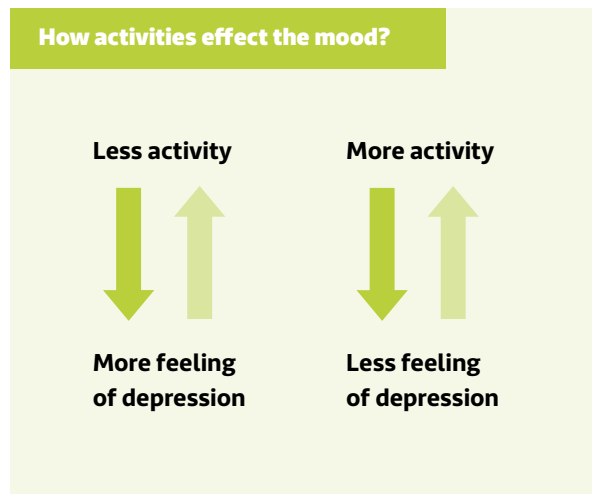 How activities effect the mood?
Less activity
More activity
More feeling
of depression
Less feeling
of depression